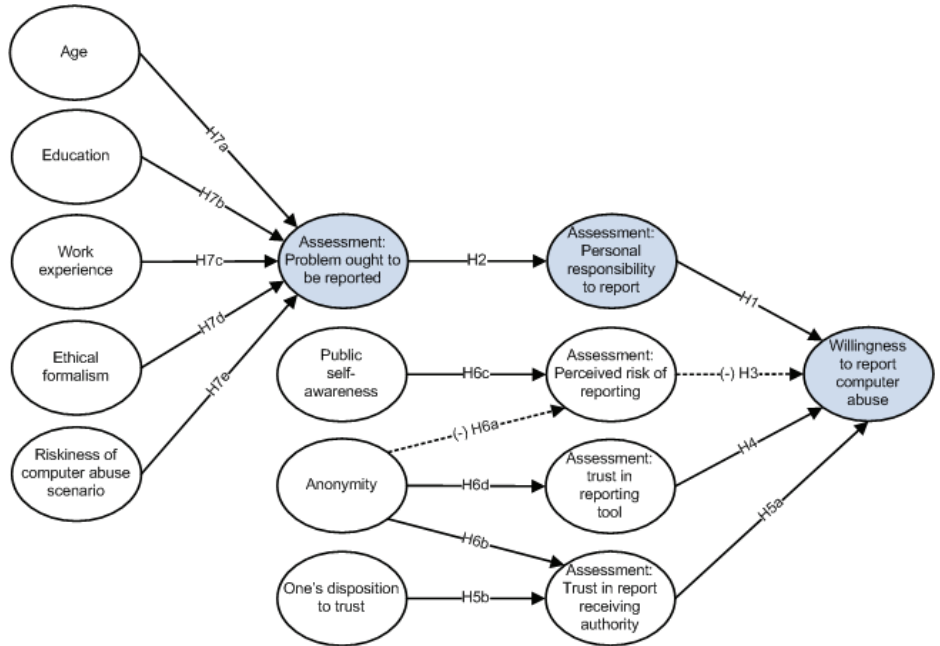 Age
H7a
Education
H7b
Work
experience
H7c
Ethical
formalism
H7d
Riskiness of
computer abuse
scenario
H7e
Assessment:
Problem ought to
be reported
H2
Assessment:
Personal
responsibility
to report
H1
Public
self-
awareness
H6c
Assessment:
Perceived risk of
reporting
(-) H3
Willingness
to report
computer
abuse
(-) H6a
Anonymity
H6d
Assessment:
trust in
reporting
tool
H4
H6b
One's disposition
to trust
H5b
Assessment:
Trust in report
receiving
authority
H5a